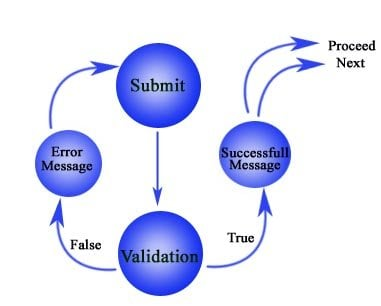 Proceed
Next
Submit
Error
Message
Successfull
Message
False
True
Validation